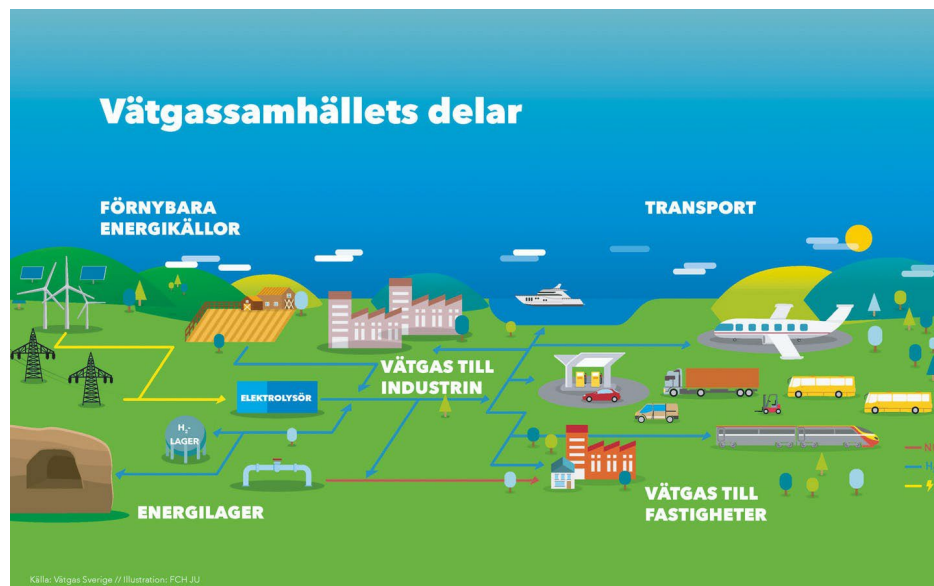 Vätgassamhällets delar
FÖRNYBARA
ENERGIKÄLLOR
TRANSPORT
VÄTGAS TILL
INDUSTRIN
ELEKTROLYSÖR
H₂-
LAGER
ENERGILAGER
VÄTGAS TILL
FASTIGHETER
Källa: Vätgas Sverige // Illustration: FCH JU